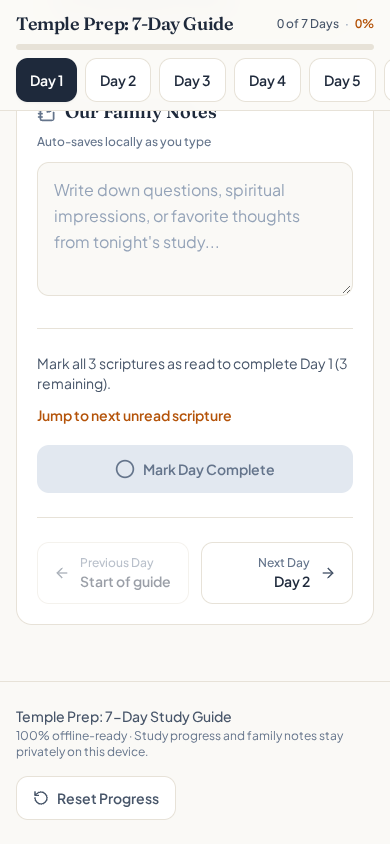 Temple Prep: 7-Day Guide
0 of 7 Days · 0%
Day 1
Day 2
Day 3
Day 4
Day 5
Our Family Notes
Auto-saves locally as you type
Write down questions, spiritual
impressions, or favorite thoughts
from tonight's study...
Mark all 3 scriptures as read to complete Day 1 (3
remaining).
Jump to next unread scripture
Mark Day Complete
Previous Day
Start of guide
Next Day
Day 2
Temple Prep: 7-Day Study Guide
100% offline-ready · Study progress and family notes stay
privately on this device.
Reset Progress